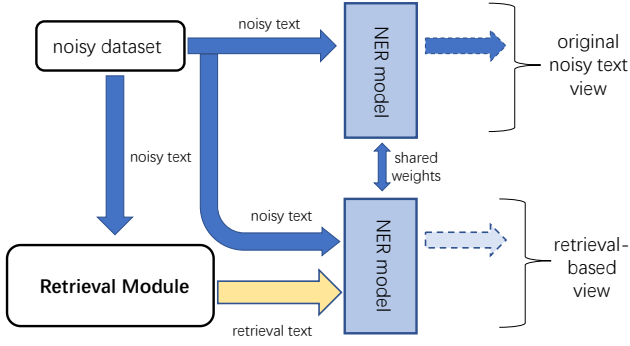 noisy text
noisy dataset
NER model
original
noisy text
view
noisy text
shared
weights
noisy text
NER model
retrieval-
based
view
Retrieval Module
retrieval text